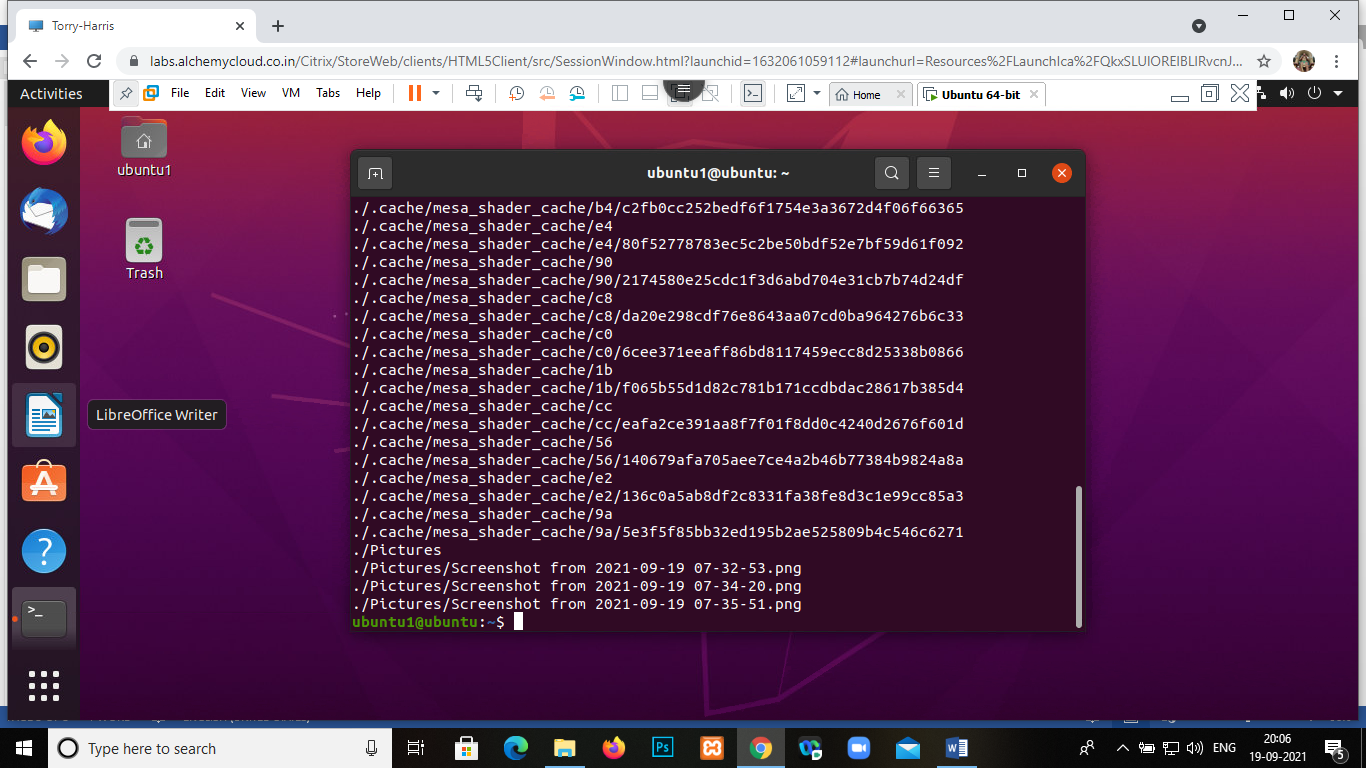 Torry-Harris
labs.alchemycloud.co.in/Citrix/StoreWeb/clients/HTML5Client/src/SessionWindow.html?launchid=1632061059112#launchurl=Resources%2FLaunchIca%2FQkxSLUlOREIBLlRvcnJ...
Activities File Edit View VM Tabs Help Home Ubuntu 64-bit
ubuntu1
Trash
LibreOffice Writer
ubuntu1@ubuntu: ~
./.cache/mesa_shader_cache/b4/c2fb0cc252bedf6f1754e3a3672d4f06f66365
./.cache/mesa_shader_cache/e4
./.cache/mesa_shader_cache/e4/80f52778783ec5c2be50bdf52e7bf59d61f092
./.cache/mesa_shader_cache/90
./.cache/mesa_shader_cache/90/2174580e25cdc1f3d6abd704e31cb7b74d24df
./.cache/mesa_shader_cache/c8
./.cache/mesa_shader_cache/c8/da20e298cdf76e8643aa07cd0ba964276b6c33
./.cache/mesa_shader_cache/c0
./.cache/mesa_shader_cache/c0/6cee371eeaff86bd8117459ecc8d25338b0866
./.cache/mesa_shader_cache/1b
./.cache/mesa_shader_cache/1b/f065b55d1d82c781b171ccdbdac28617b385d4
./.cache/mesa_shader_cache/cc
./.cache/mesa_shader_cache/cc/eafa2ce391aa8f7f01f8dd0c4240d2676f601d
./.cache/mesa_shader_cache/56
./.cache/mesa_shader_cache/56/140679afa705aee7ce4a2b46b77384b9824a8a
./.cache/mesa_shader_cache/e2
./.cache/mesa_shader_cache/e2/136c0a5ab8df2c8331fa38fe8d3c1e99cc85a3
./.cache/mesa_shader_cache/9a
./.cache/mesa_shader_cache/9a/5e3f5f85bb32ed195b2ae525809b4c546c6271
./Pictures
./Pictures/Screenshot from 2021-09-19 07-32-53.png
./Pictures/Screenshot from 2021-09-19 07-34-20.png
./Pictures/Screenshot from 2021-09-19 07-35-51.png
ubuntu1@ubuntu:~$
Type here to search
Ps
ENG
20:06
19-09-2021
5